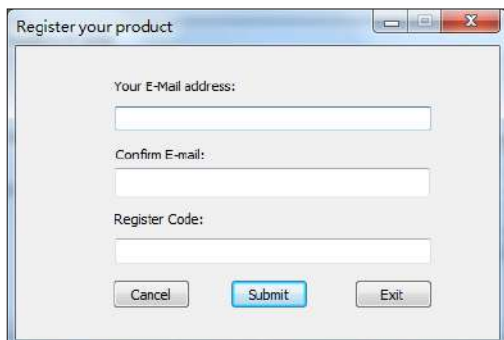 Register your product
Your E-Mail address:
Confirm E-mail:
Register Code:
Cancel Submit Exit